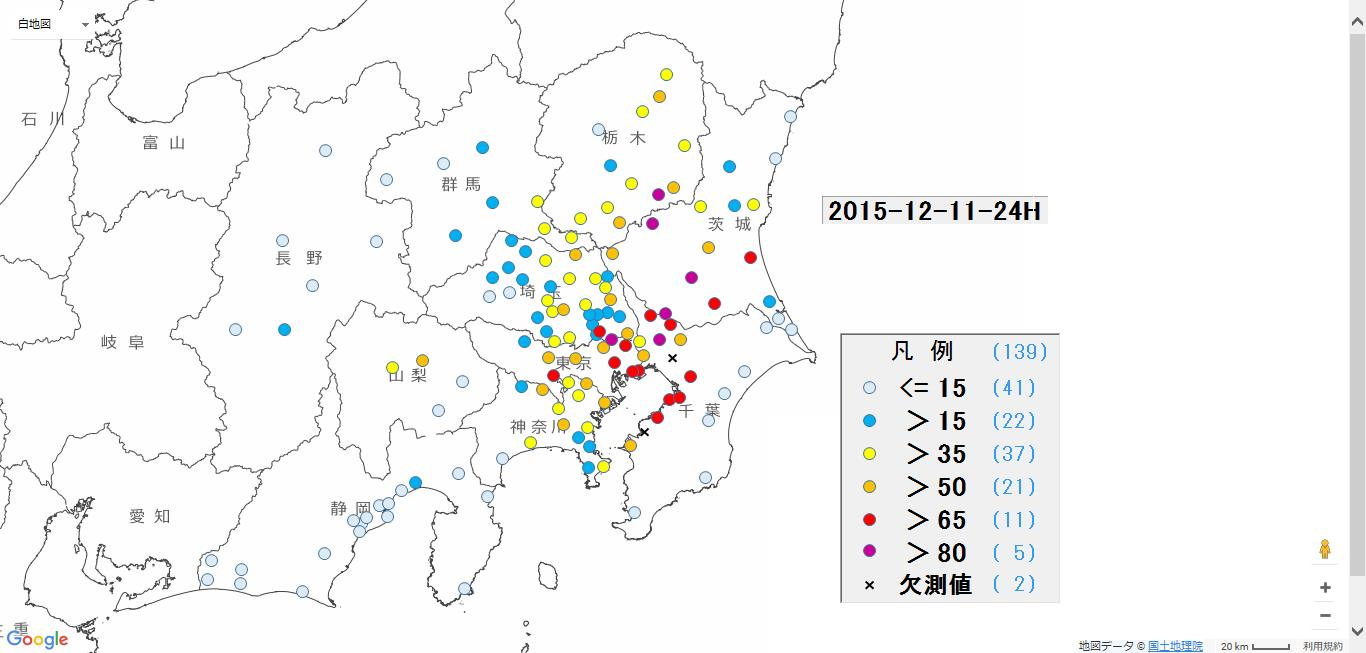 白地図
石川
富山
栃木
群馬
茨城
2015-12-11-24H
長野
埼玉
岐阜
凡例 (139)
<= 15 (41)
> 15 (22)
> 35 (37)
> 50 (21)
> 65 (11)
> 80 ( 5)
× 欠測値 ( 2)
東京
山梨
千葉
神奈川
静岡
愛知
重
Google
地図データ © 国土地理院 20 km 利用規約